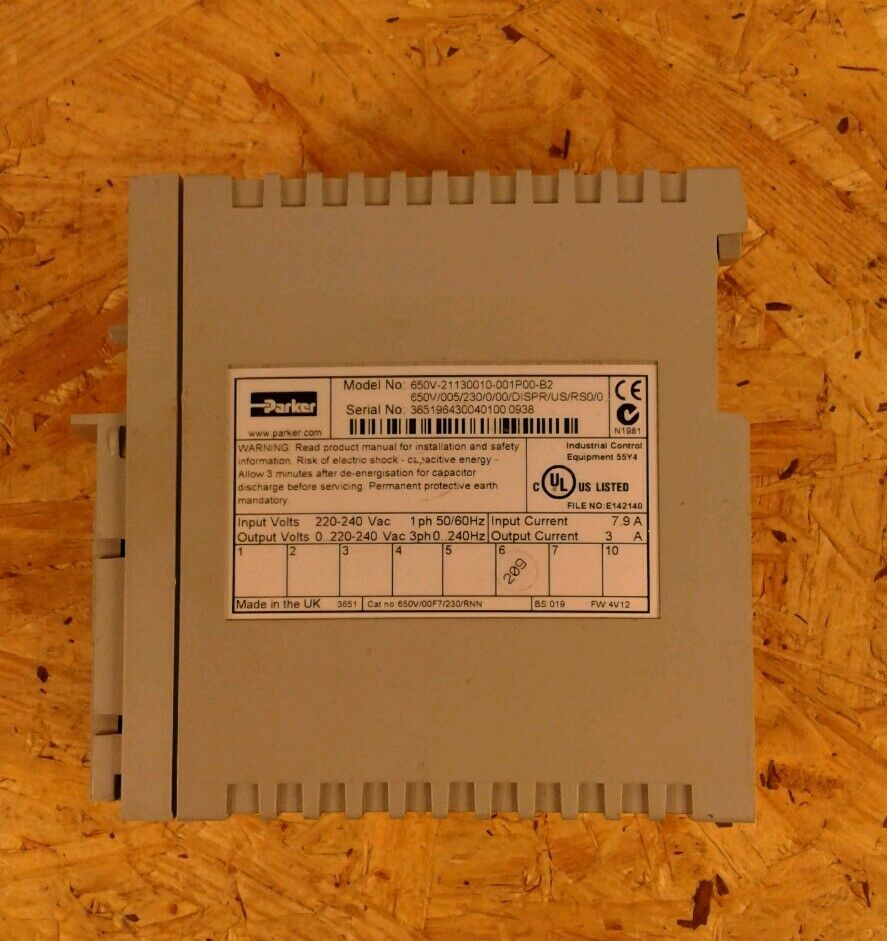 Parker
www.parker.com
Model No: 650V-21130010-001P00-B2
650V/005/230/0/00/DISPR/US/RS0/0
Serial No: 365196430040100 0938
CE
N1961
WARNING: Read product manual for installation and safety
information. Risk of electric shock - capacitive energy -
Allow 3 minutes after de-energisation for capacitor
discharge before servicing. Permanent protective earth
mandatory.
Industrial Control
Equipment 55Y4
C UL US LISTED
FILE NO:E142140
Input Volts 220-240 Vac 1ph 50/60Hz Input Current 7.9 A
Output Volts 0..220-240 Vac 3ph 0..240Hz Output Current 3 A
1 2 3 4 5 6 7 10
209
Made in the UK 3651 Cat no: 650V/00F7/230/RNN BS:019 FW:4V12